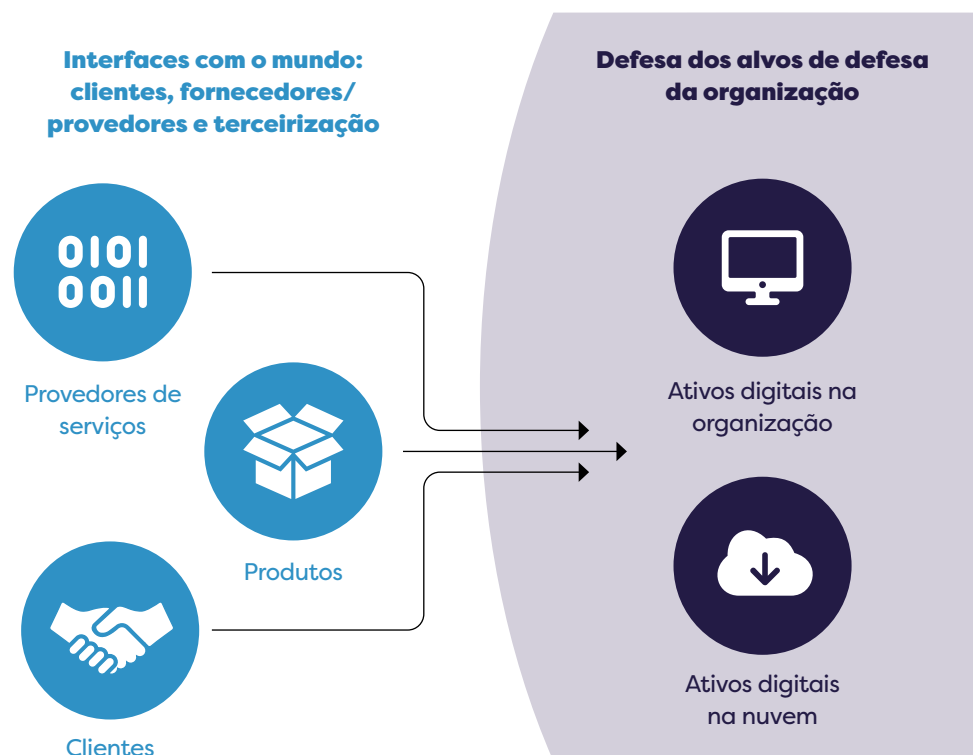 Interfaces com o mundo:
clientes, fornecedores/
provedores e terceirização
Defesa dos alvos de defesa
da organização
0101
0011
Provedores de
serviços
Produtos
Clientes
Ativos digitais na
organização
Ativos digitais
na nuvem